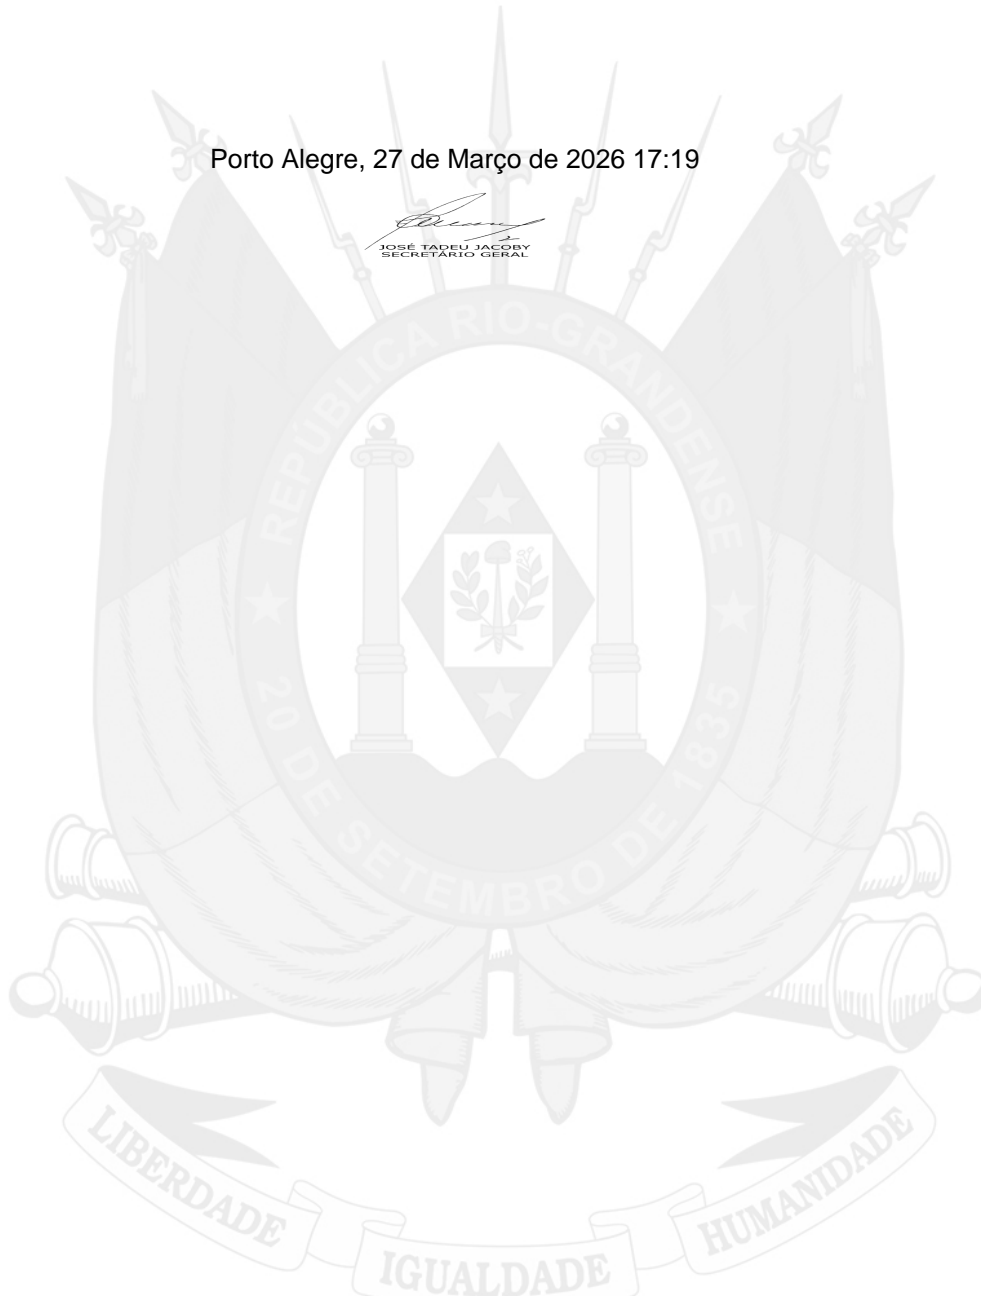 Porto Alegre, 27 de Março de 2026 17:19
JOSÉ TADEU JACOBY
SECRETÁRIO GERAL
REPÚBLICA RIO-GRANDENSE
20 DE SETEMBRO DE 1835
LIBERDADE
IGUALDADE
HUMANIDADE